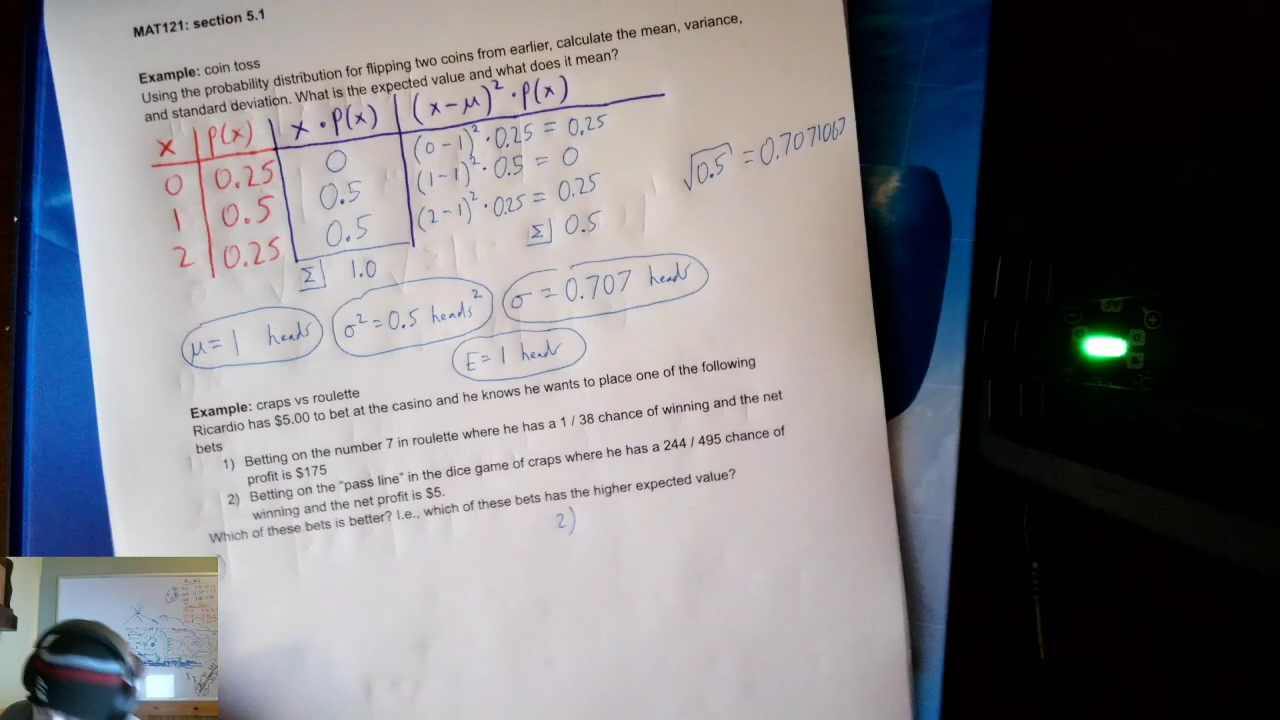 MAT121: section 5.1
Example: coin toss
Using the probability distribution for flipping two coins from earlier, calculate the mean, variance,
and standard deviation. What is the expected value and what does it mean?
x | P(x) | x · P(x) | (x-μ)² · P(x)
0 | 0.25 | 0 | (0-1)² · 0.25 = 0.25
1 | 0.5 | 0.5 | (1-1)² · 0.5 = 0
2 | 0.25 | 0.5 | (2-1)² · 0.25 = 0.25
Σ 1.0
Σ 0.5
√0.5 = 0.7071067
μ = 1 heads
σ² = 0.5 heads²
σ = 0.707 heads
E = 1 heads
Example: craps vs roulette
Ricardio has $5.00 to bet at the casino and he knows he wants to place one of the following
bets
1) Betting on the number 7 in roulette where he has a 1 / 38 chance of winning and the net
profit is $175
2) Betting on the “pass line” in the dice game of craps where he has a 244 / 495 chance of
winning and the net profit is $5.
Which of these bets is better? I.e., which of these bets has the higher expected value?
2)